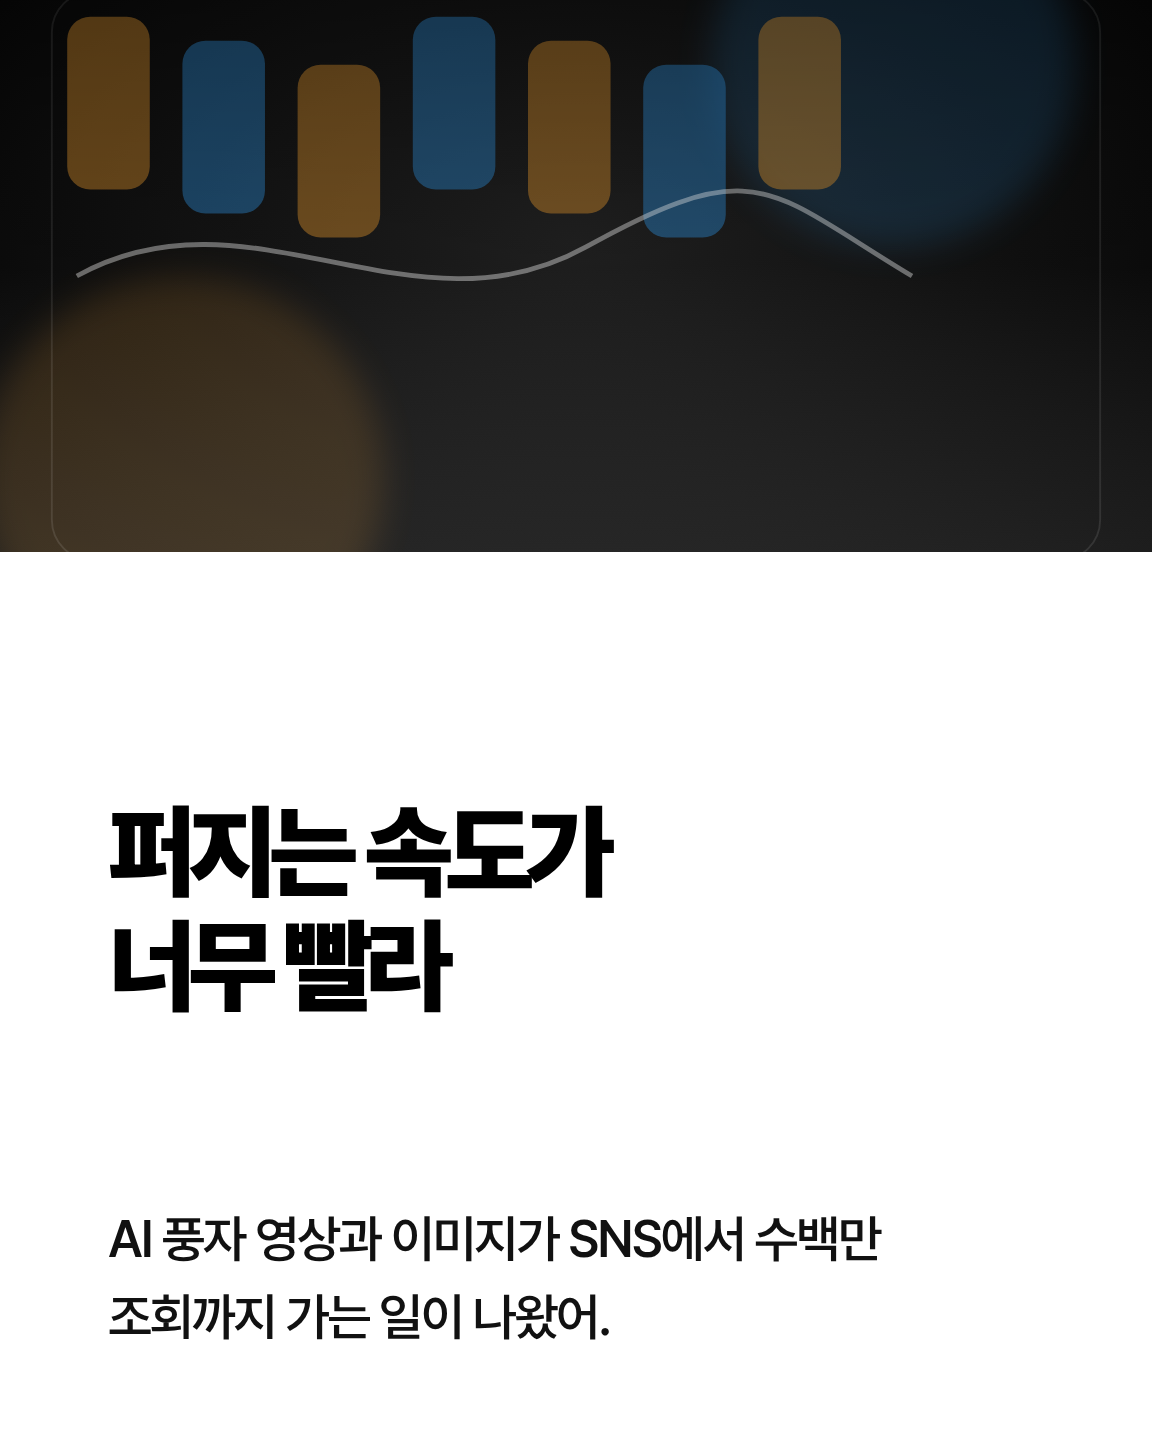 퍼지는 속도가
너무 빨라
AI 풍자 영상과 이미지가 SNS에서 수백만
조회까지 가는 일이 나왔어.